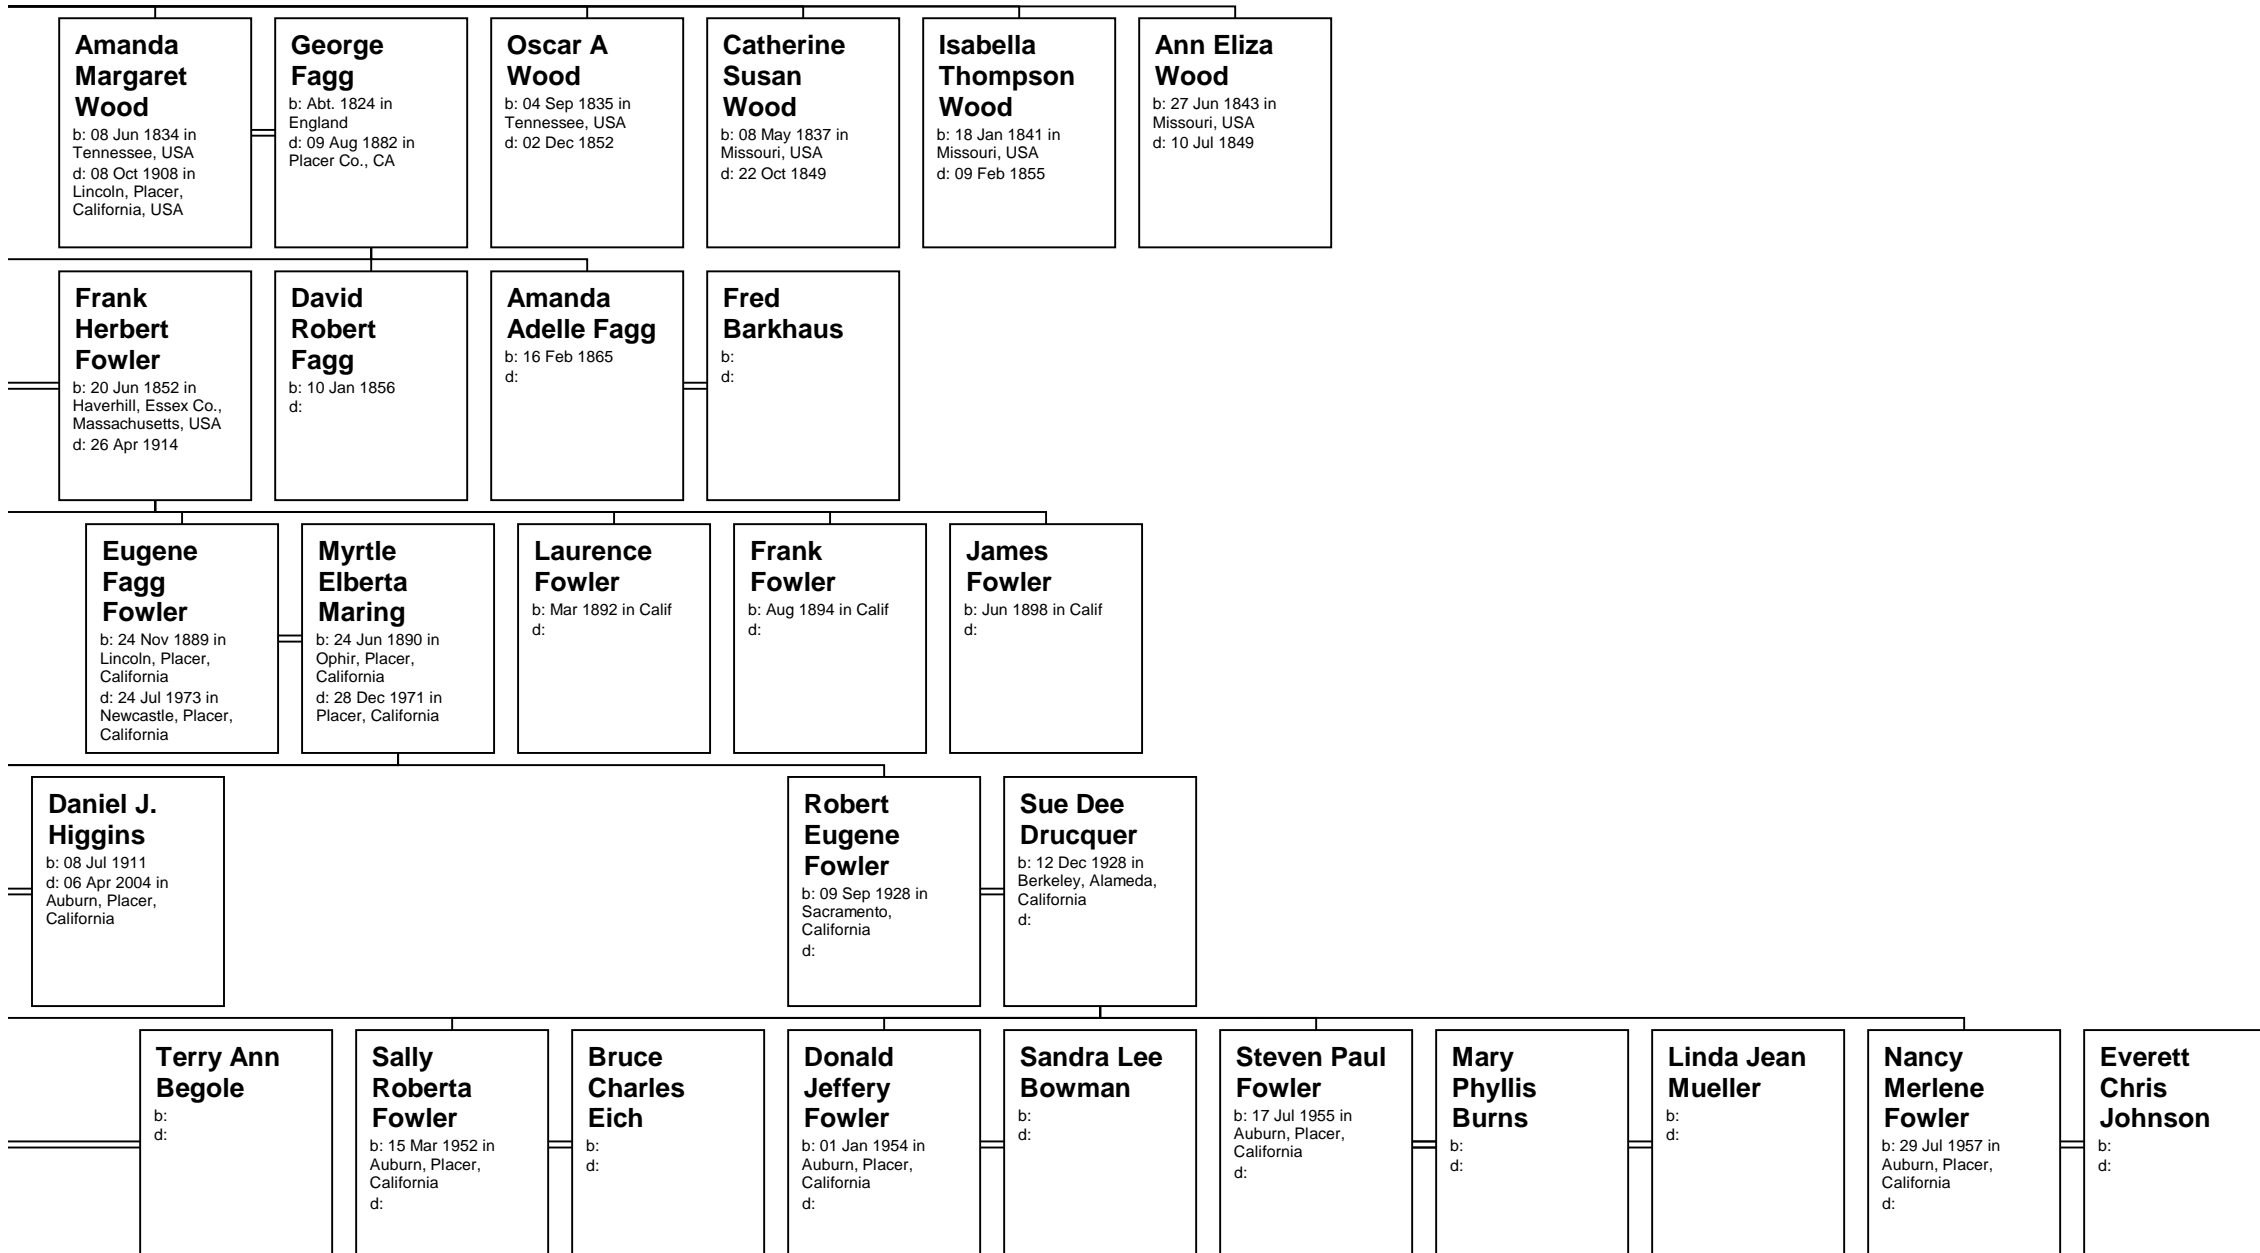 Amanda
Margaret
Wood
b: 08 Jun 1834 in
Tennessee, USA
d: 08 Oct 1908 in
Lincoln, Placer,
California, USA
George
Fagg
b: Abt. 1824 in
England
d: 09 Aug 1882 in
Placer Co., CA
Oscar A
Wood
b: 04 Sep 1835 in
Tennessee, USA
d: 02 Dec 1852
Catherine
Susan
Wood
b: 08 May 1837 in
Missouri, USA
d: 22 Oct 1849
Isabella
Thompson
Wood
b: 18 Jan 1841 in
Missouri, USA
d: 09 Feb 1855
Ann Eliza
Wood
b: 27 Jun 1843 in
Missouri, USA
d: 10 Jul 1849
Frank
Herbert
Fowler
b: 20 Jun 1852 in
Haverhill, Essex Co.,
Massachusetts, USA
d: 26 Apr 1914
David
Robert
Fagg
b: 10 Jan 1856
d:
Amanda
Adelle Fagg
b: 16 Feb 1865
d:
Fred
Barkhaus
b:
d:
Eugene
Fagg
Fowler
b: 24 Nov 1889 in
Lincoln, Placer,
California
d: 24 Jul 1973 in
Newcastle, Placer,
California
Myrtle
Elberta
Maring
b: 24 Jun 1890 in
Ophir, Placer,
California
d: 28 Dec 1971 in
Placer, California
Laurence
Fowler
b: Mar 1892 in Calif
d:
Frank
Fowler
b: Aug 1894 in Calif
d:
James
Fowler
b: Jun 1898 in Calif
d:
Daniel J.
Higgins
b: 08 Jul 1911
d: 06 Apr 2004 in
Auburn, Placer,
California
Robert
Eugene
Fowler
b: 09 Sep 1928 in
Sacramento,
California
d:
Sue Dee
Drucquer
b: 12 Dec 1928 in
Berkeley, Alameda,
California
d:
Terry Ann
Begole
b:
d:
Sally
Roberta
Fowler
b: 15 Mar 1952 in
Auburn, Placer,
California
d:
Bruce
Charles
Eich
b:
d:
Donald
Jeffery
Fowler
b: 01 Jan 1954 in
Auburn, Placer,
California
d:
Sandra Lee
Bowman
b:
d:
Steven Paul
Fowler
b: 17 Jul 1955 in
Auburn, Placer,
California
d:
Mary
Phyllis
Burns
b:
d:
Linda Jean
Mueller
b:
d:
Nancy
Merlene
Fowler
b: 29 Jul 1957 in
Auburn, Placer,
California
d:
Everett
Chris
Johnson
b:
d: